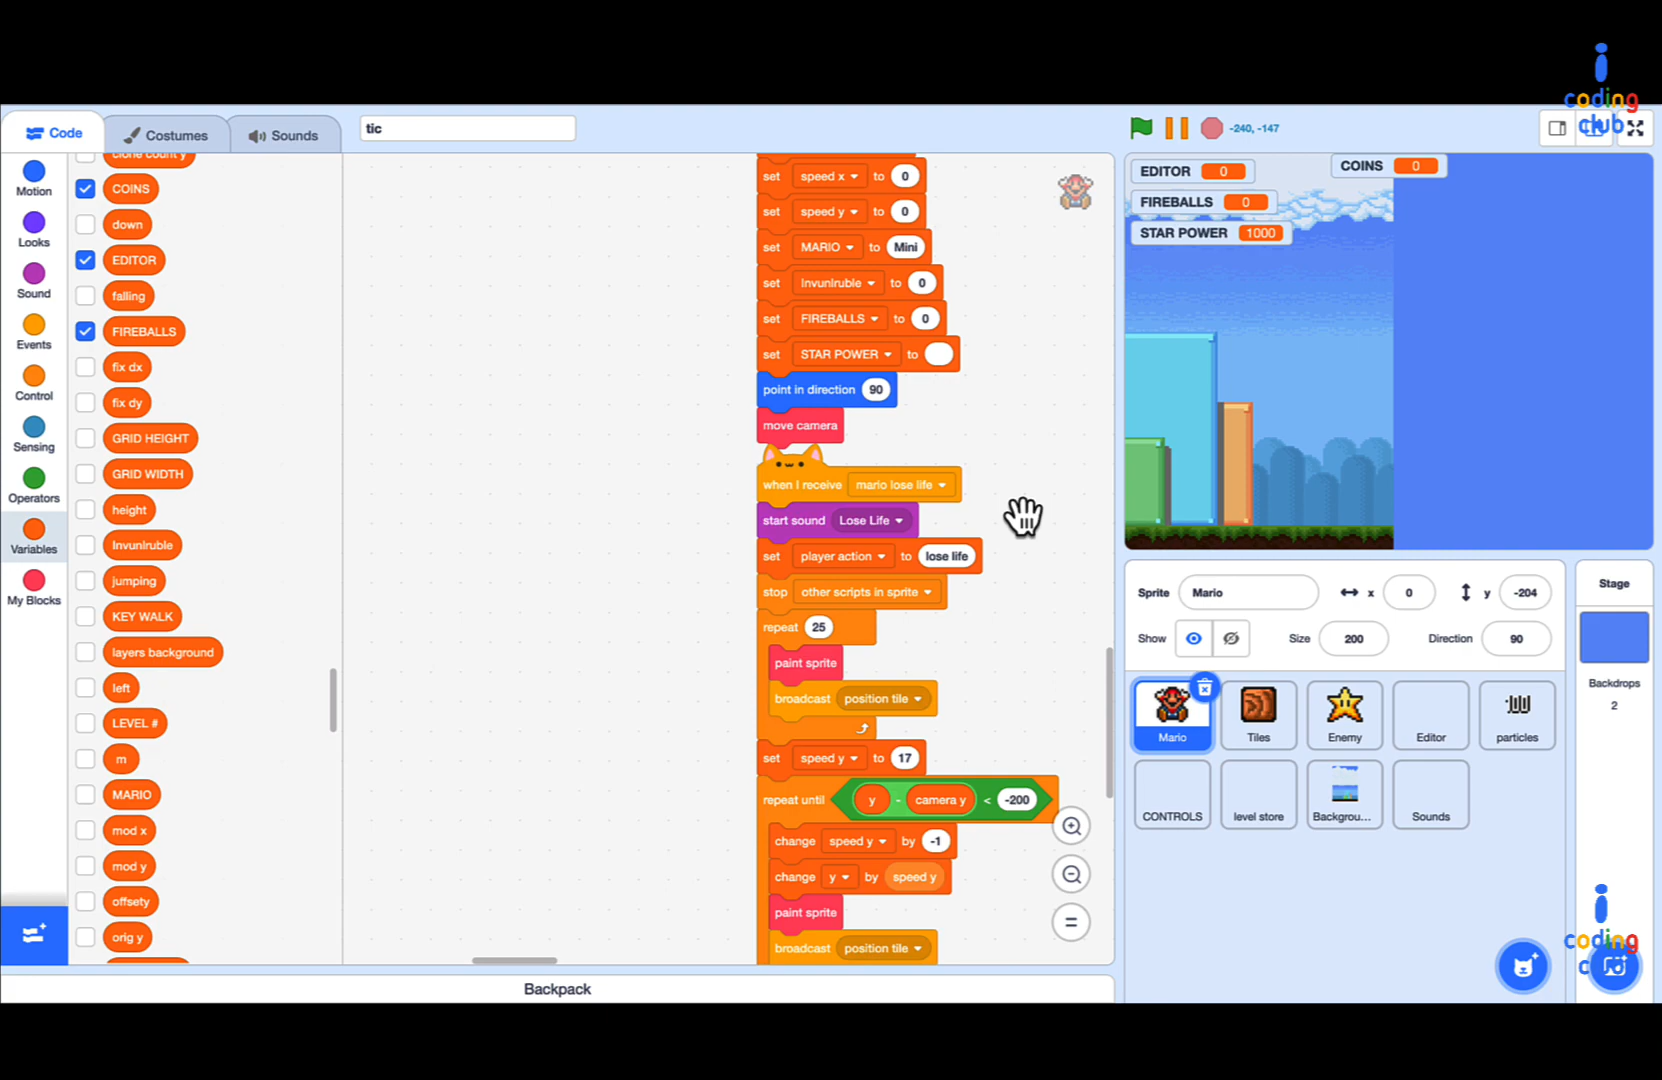 i
coding
club
Code
Costumes
Sounds
tic
-240, -147
Motion
Looks
Sound
Events
Control
Sensing
Operators
Variables
My Blocks
clone count y
COINS
down
EDITOR
falling
FIREBALLS
fix dx
fix dy
GRID HEIGHT
GRID WIDTH
height
Invunlruble
jumping
KEY WALK
layers background
left
LEVEL #
m
MARIO
mod x
mod y
offsety
orig y
set speed x to 0
set speed y to 0
set MARIO to Mini
set Invunlruble to 0
set FIREBALLS to 0
set STAR POWER to
point in direction 90
move camera
when I receive mario lose life
start sound Lose Life
set player action to lose life
stop other scripts in sprite
repeat 25
paint sprite
broadcast position tile
set speed y to 17
repeat until y - camera y < -200
change speed y by -1
change y by speed y
paint sprite
broadcast position tile
Backpack
EDITOR 0
COINS 0
FIREBALLS 0
STAR POWER 1000
Sprite Mario x 0 y -204
Show Size 200 Direction 90
Mario
Tiles
Enemy
Editor
particles
CONTROLS
level store
Backgrou...
Sounds
Stage
Backdrops
2
i
coding